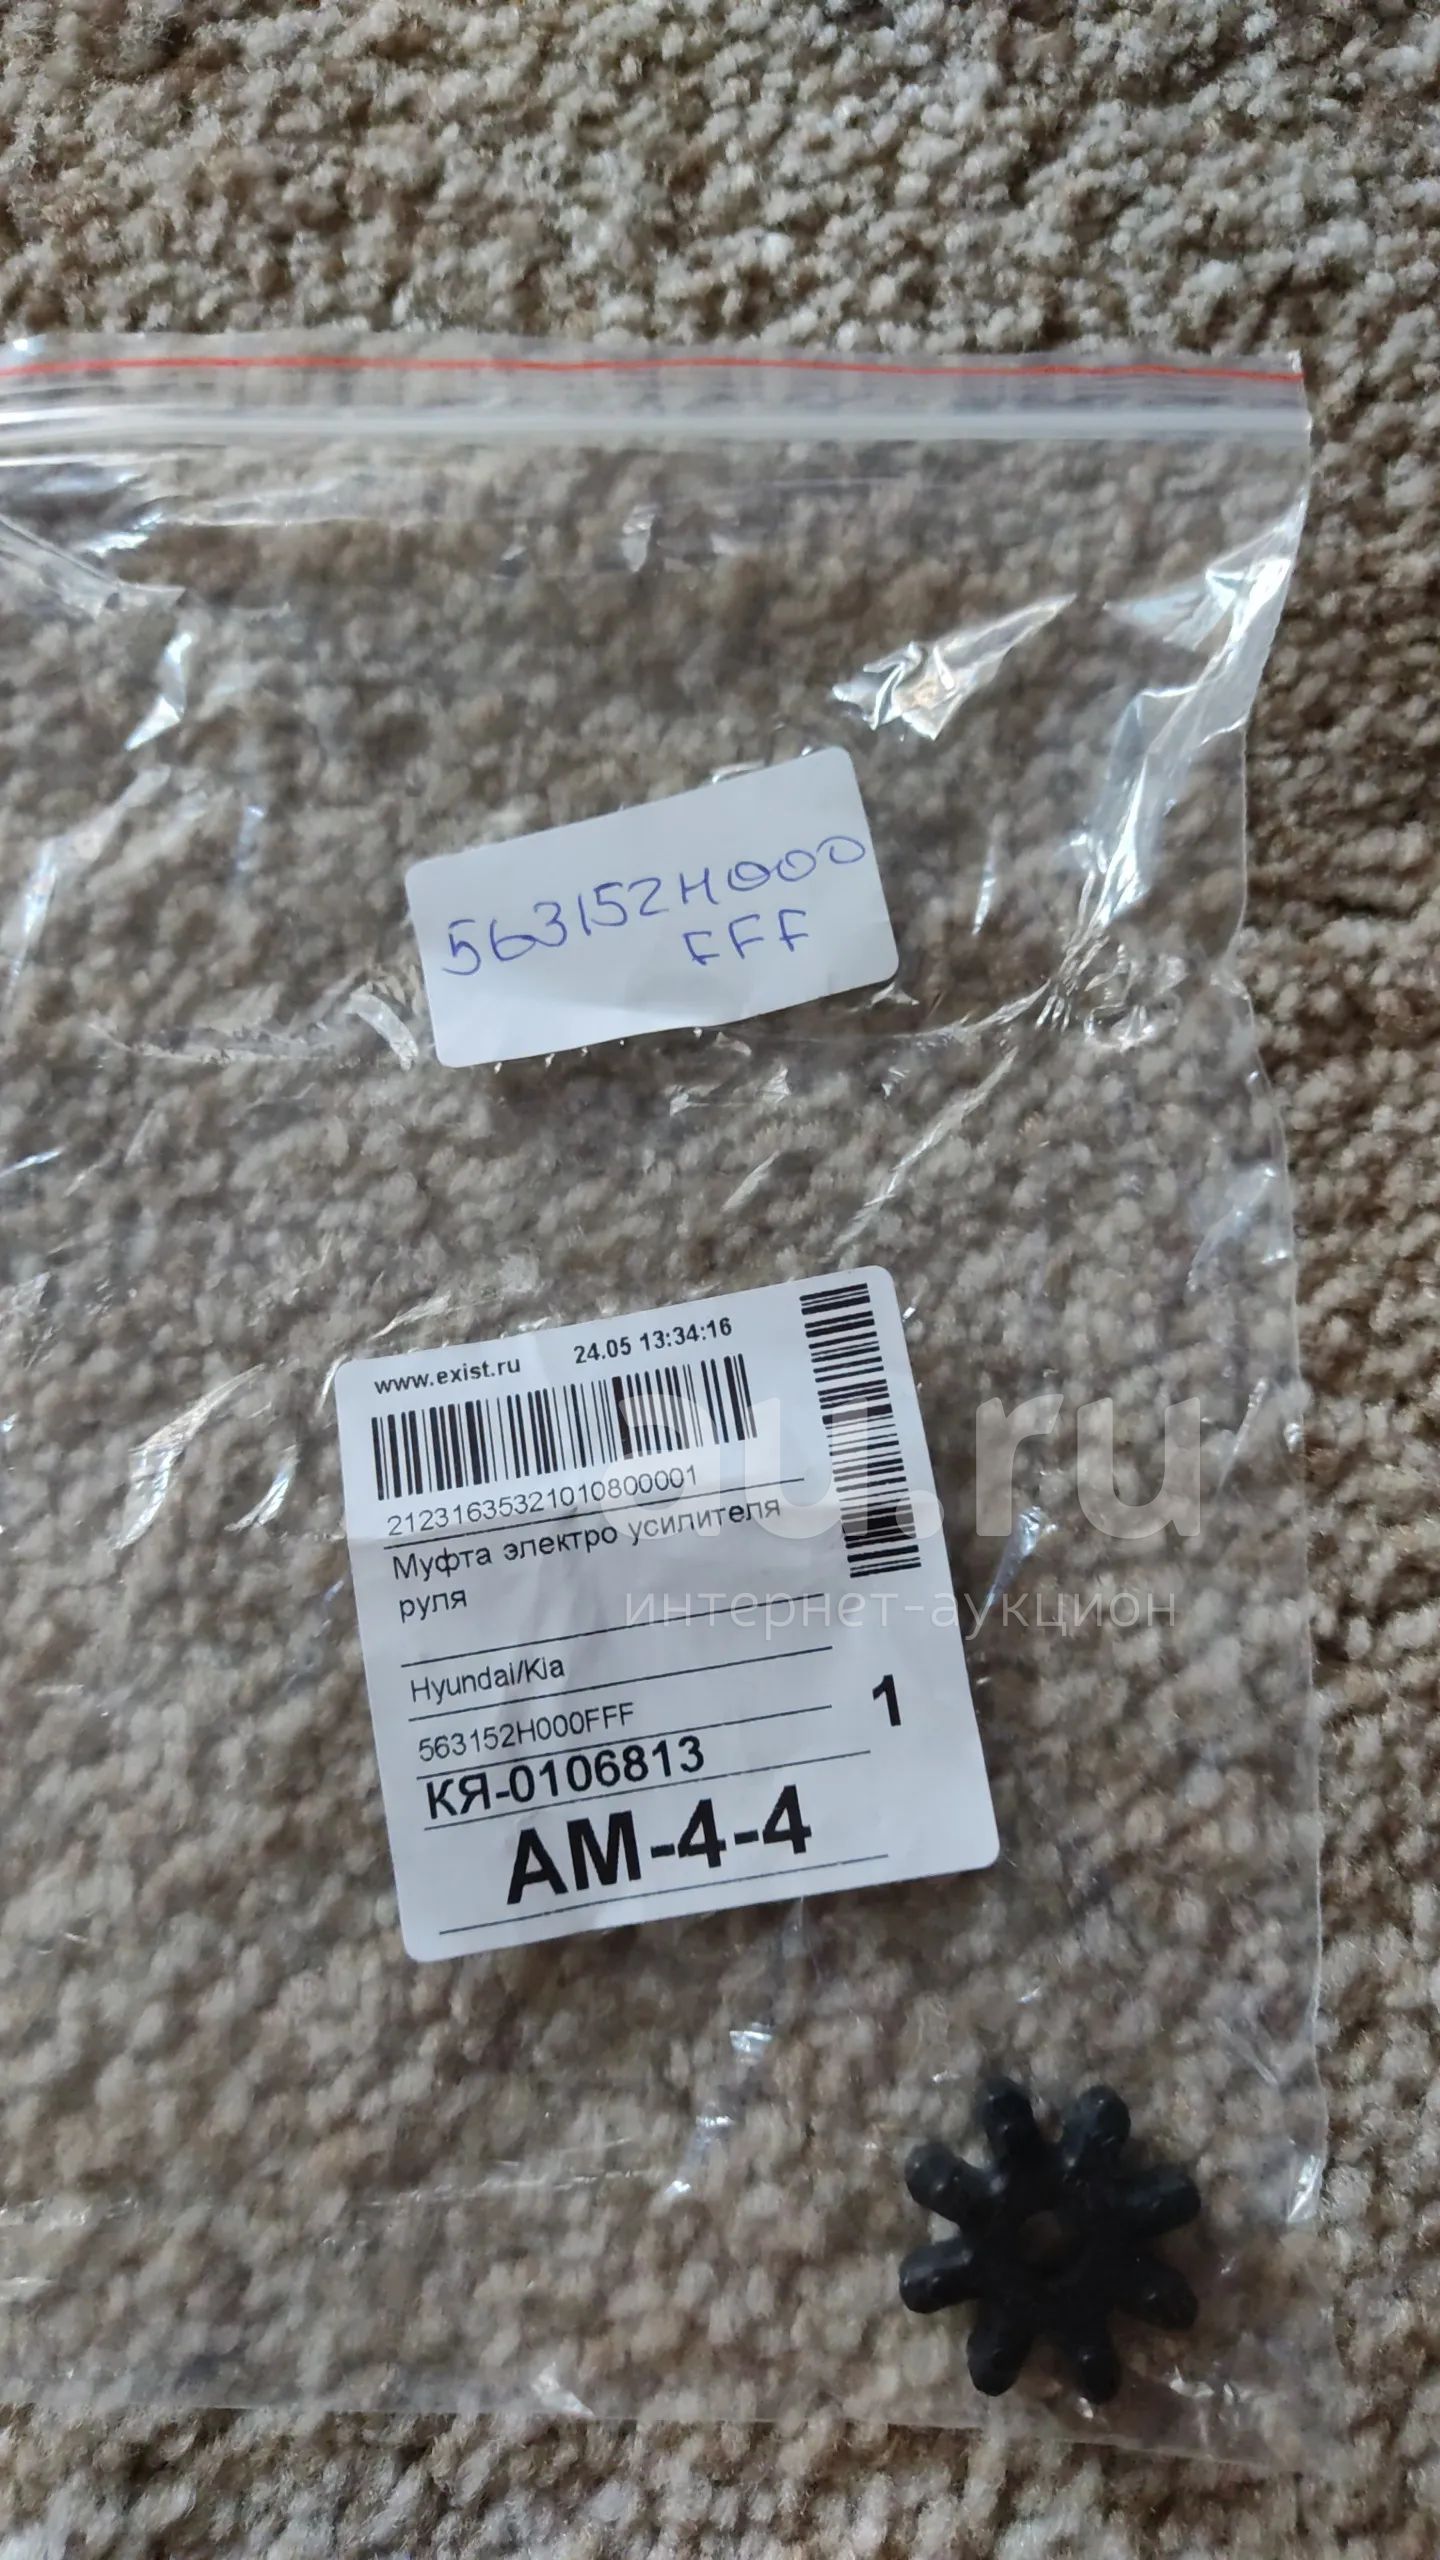 563152H000
FFF
www.exist.ru 24.05 13:34:16
21231635321010800001
Муфта электро усилителя
руля
Hyundai/Kia
563152H000FFF
1
КЯ-0106813
АМ-4-4
au.ru
интернет-аукцион